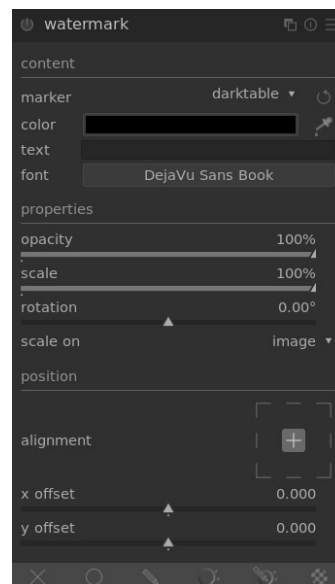 watermark
content
marker darktable
color
text
font DejaVu Sans Book
properties
opacity 100%
scale 100%
rotation 0.00°
scale on image
position
alignment
x offset 0.000
y offset 0.000